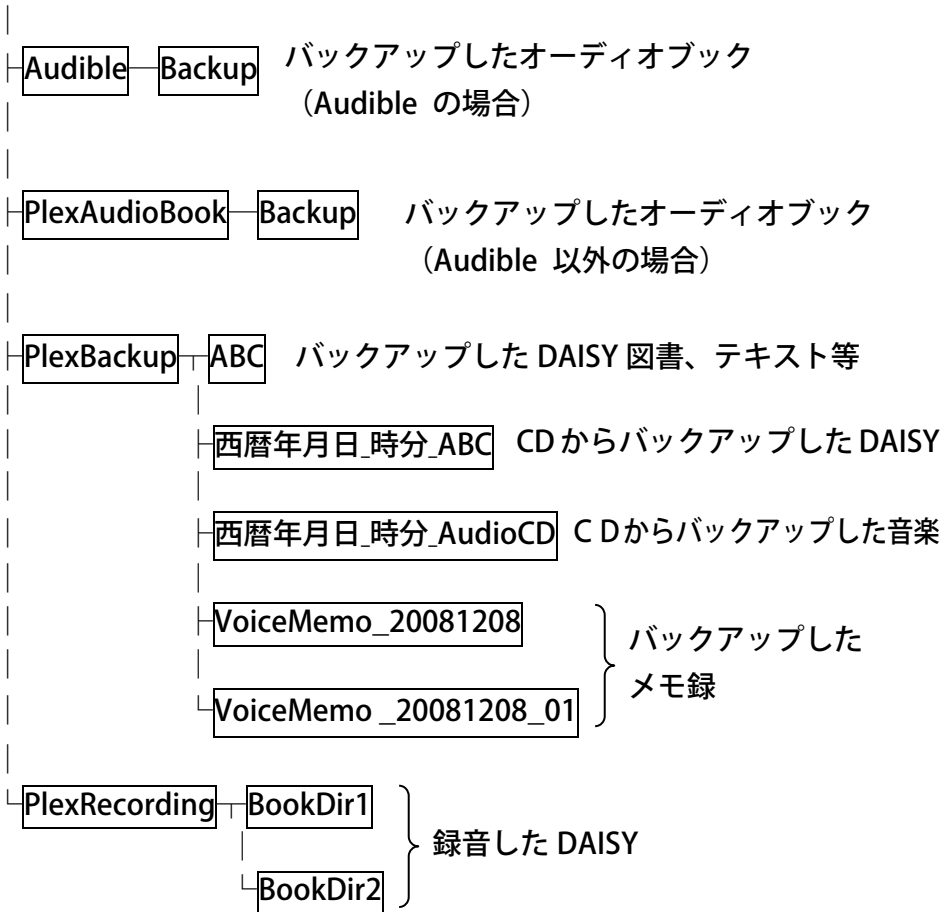 Audible Backup バックアップしたオーディオブック
（Audible の場合）
PlexAudioBook Backup バックアップしたオーディオブック
（Audible 以外の場合）
PlexBackup ABC バックアップした DAISY 図書、テキスト等
西暦年月日_時分_ABC CD からバックアップした DAISY
西暦年月日_時分_AudioCD ＣＤからバックアップした音楽
VoiceMemo_20081208
バックアップした
メモ録
VoiceMemo _20081208_01
PlexRecording BookDir1
録音した DAISY
BookDir2